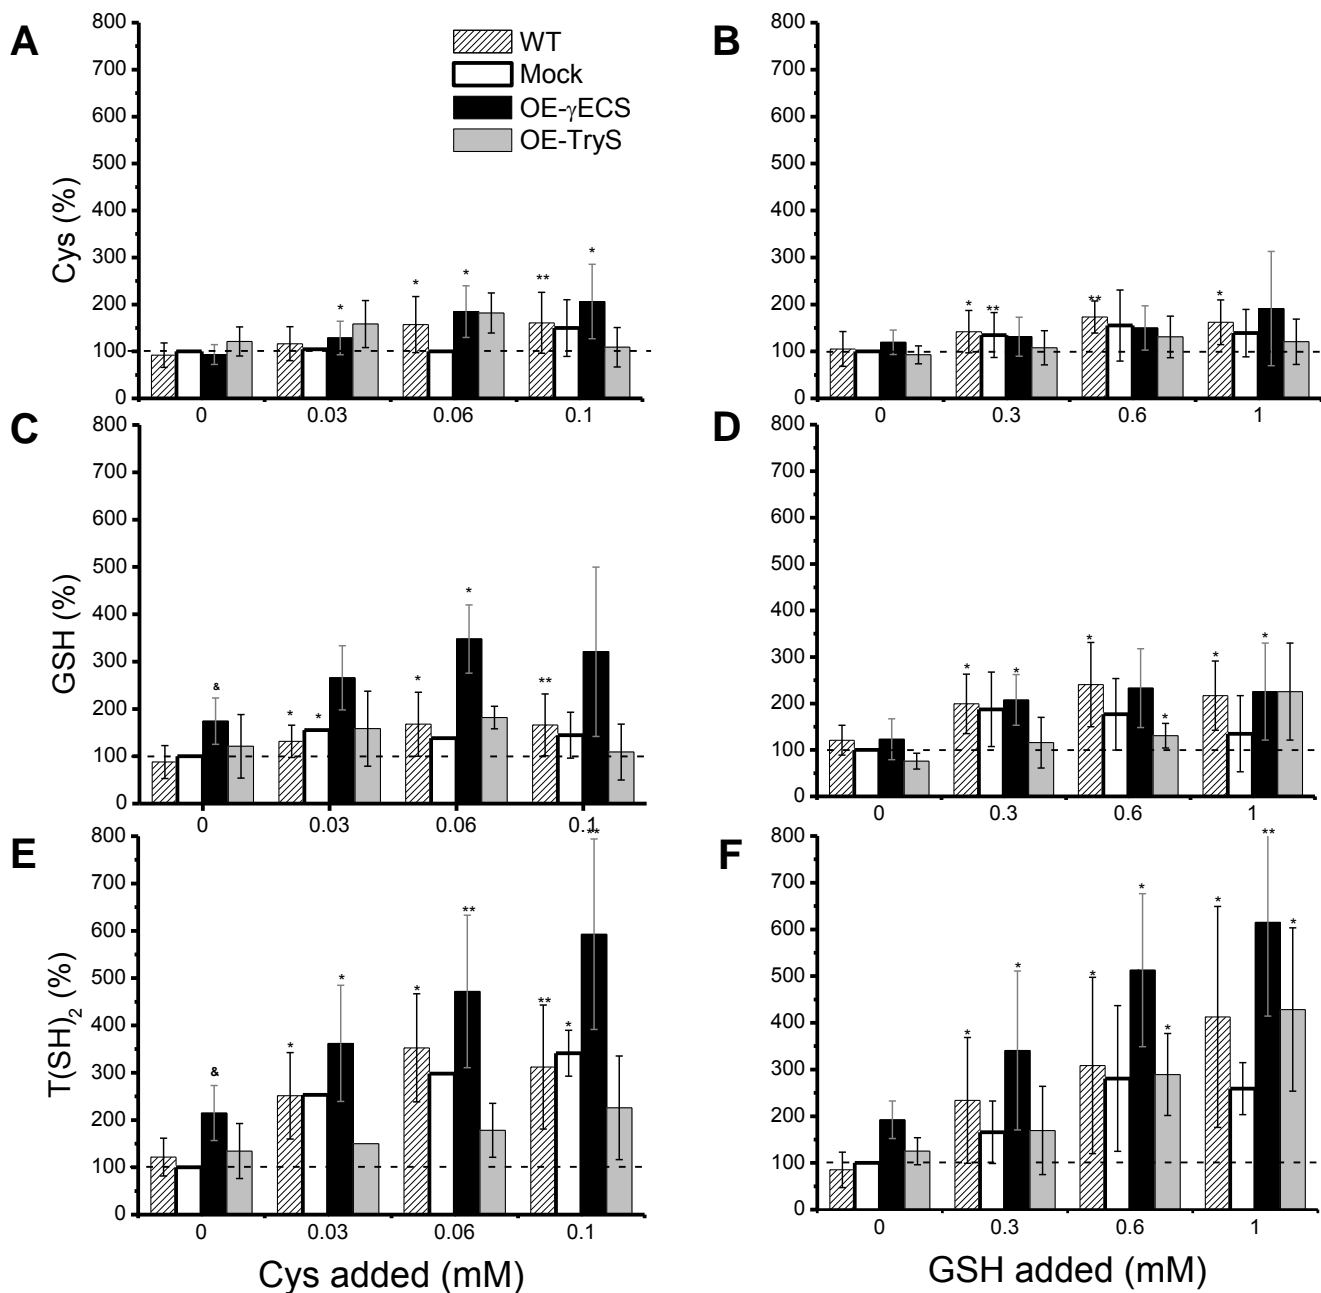 A
800
700
600
500
400
300
200
100
0
Cys (%)
WT
Mock
OE-γECS
OE-TryS
* * * ** *
0 0.03 0.06 0.1
B
800
700
600
500
400
300
200
100
0
* ** ** *
0 0.3 0.6 1
C
800
700
600
500
400
300
200
100
0
GSH (%)
& * * * * **
0 0.03 0.06 0.1
D
800
700
600
500
400
300
200
100
0
* * * * * *
0 0.3 0.6 1
E
800
700
600
500
400
300
200
100
0
T(SH)2 (%)
& * * * ** ** * **
0 0.03 0.06 0.1
Cys added (mM)
F
800
700
600
500
400
300
200
100
0
* * * * * * ** *
0 0.3 0.6 1
GSH added (mM)